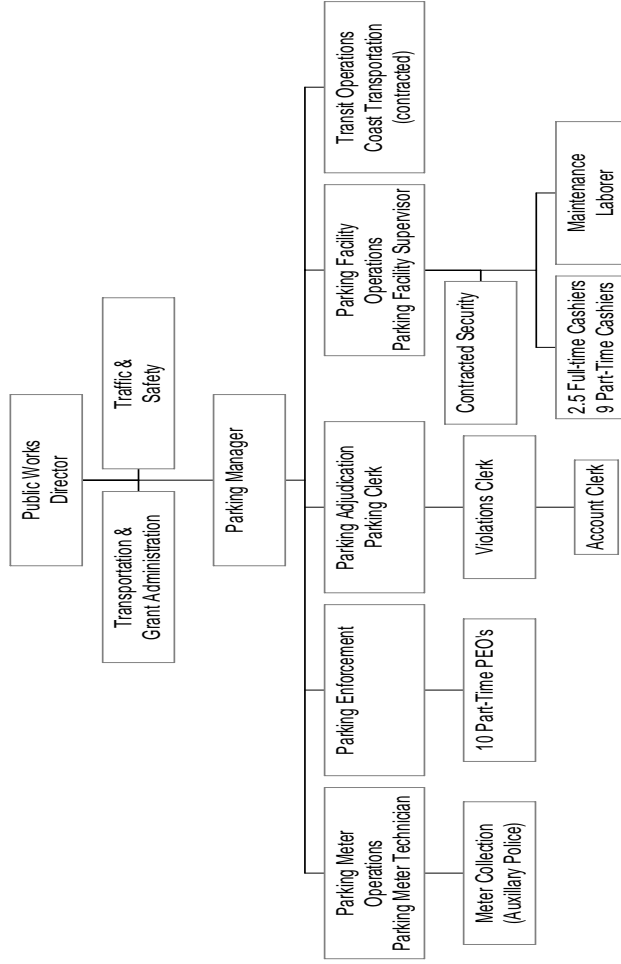 Public Works
Director
Transportation &
Grant Administration
Traffic &
Safety
Parking Manager
Parking Meter
Operations
Parking Meter Technician
Parking Enforcement
Parking Adjudication
Parking Clerk
Parking Facility
Operations
Parking Facility Supervisor
Transit Operations
Coast Transportation
(contracted)
Meter Collection
(Auxillary Police)
10 Part-Time PEO's
Violations Clerk
Contracted Security
Account Clerk
2.5 Full-time Cashiers
9 Part-Time Cashiers
Maintenance
Laborer